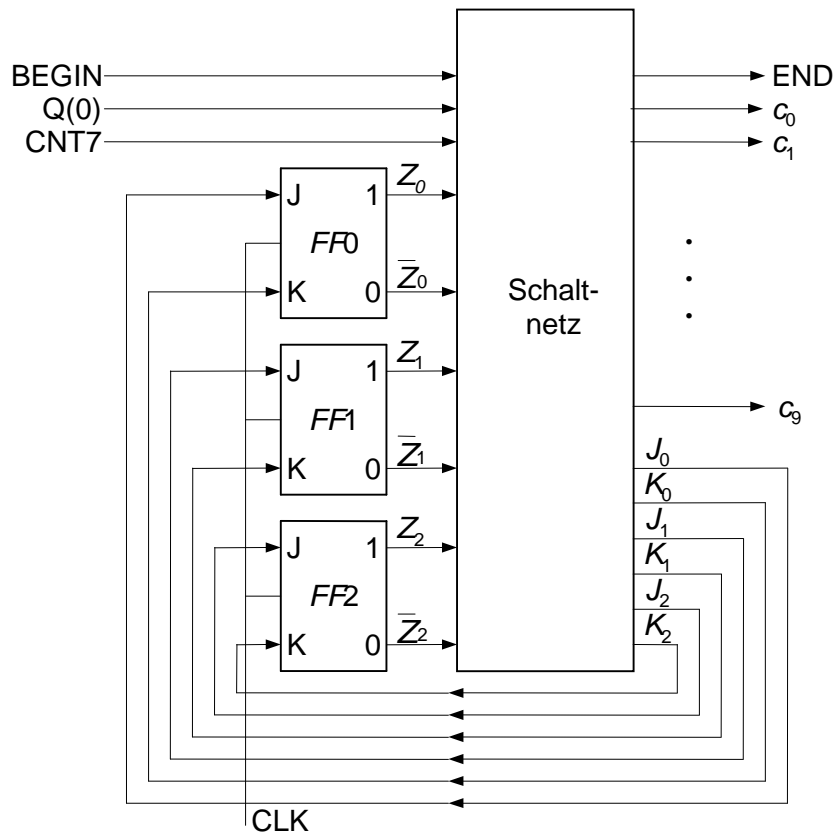 BEGIN
Q(0)
CNT7
END
c₀
c₁
J 1
FF0
K 0
Z₀
Z̅₀
Schalt-
netz
J 1
FF1
K 0
Z₁
Z̅₁
c₉
J 1
FF2
K 0
Z₂
Z̅₂
J₀
K₀
J₁
K₁
J₂
K₂
CLK